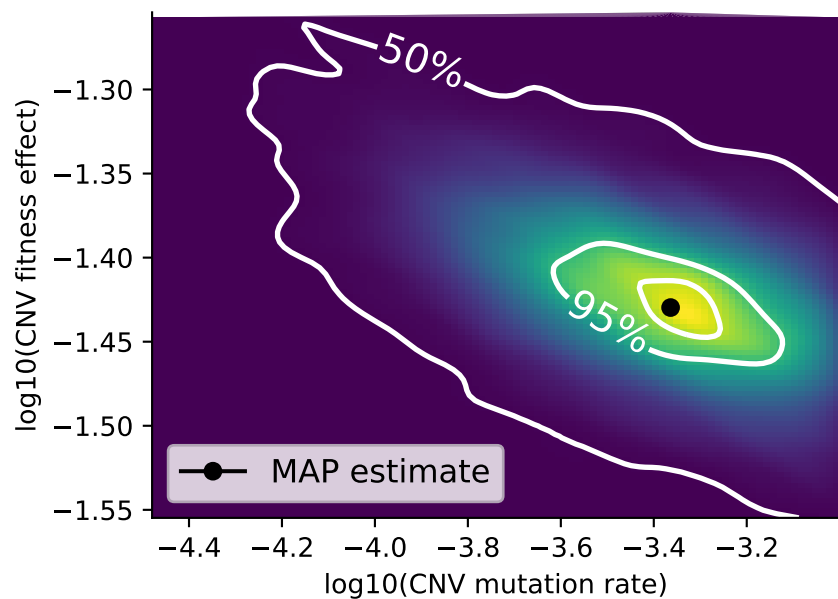 log10(CNV fitness effect)
−1.30
−1.35
−1.40
−1.45
−1.50
−1.55
50%
95%
MAP estimate
−4.4 −4.2 −4.0 −3.8 −3.6 −3.4 −3.2
log10(CNV mutation rate)